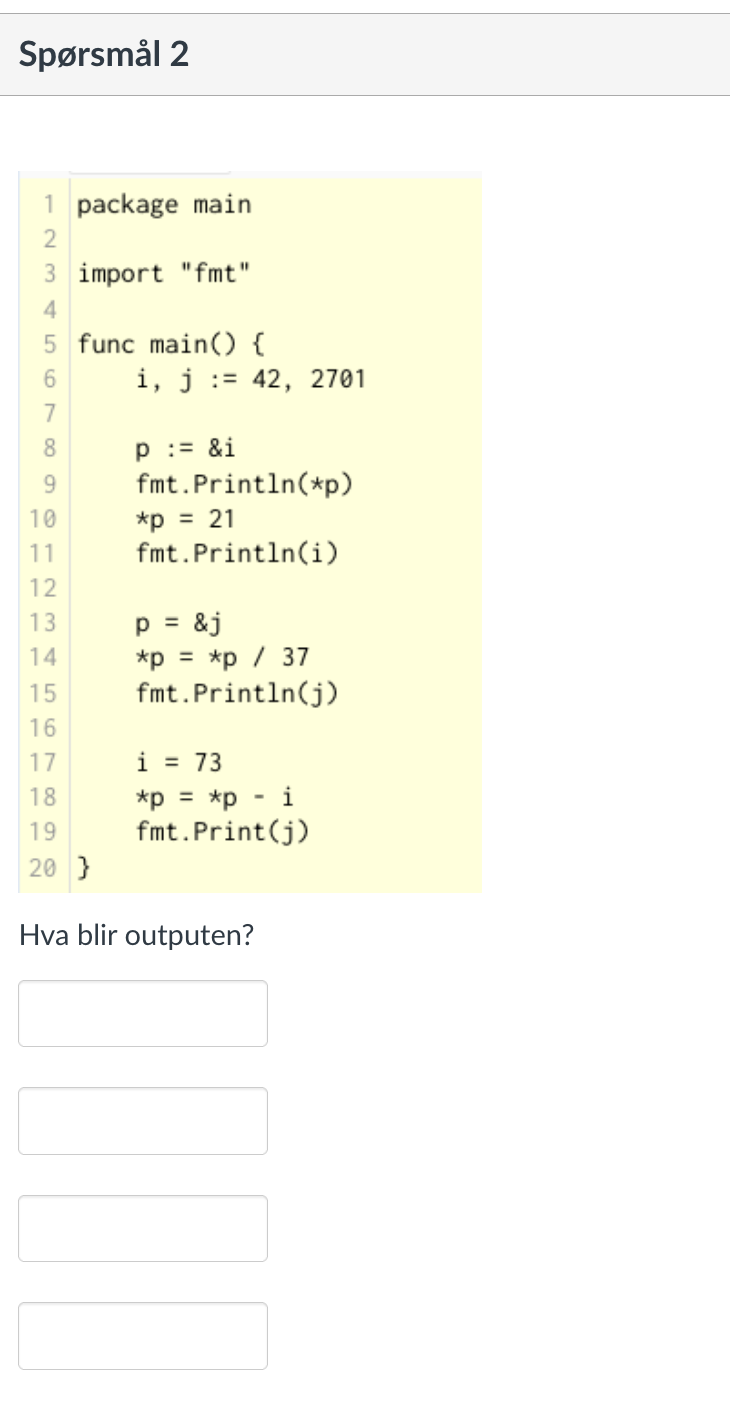 Spørsmål 2
1 package main
2
3 import "fmt"
4
5 func main() {
6     i, j := 42, 2701
7
8     p := &i
9     fmt.Println(*p)
10     *p = 21
11     fmt.Println(i)
12
13     p = &j
14     *p = *p / 37
15     fmt.Println(j)
16
17     i = 73
18     *p = *p - i
19     fmt.Print(j)
20 }
Hva blir outputen?